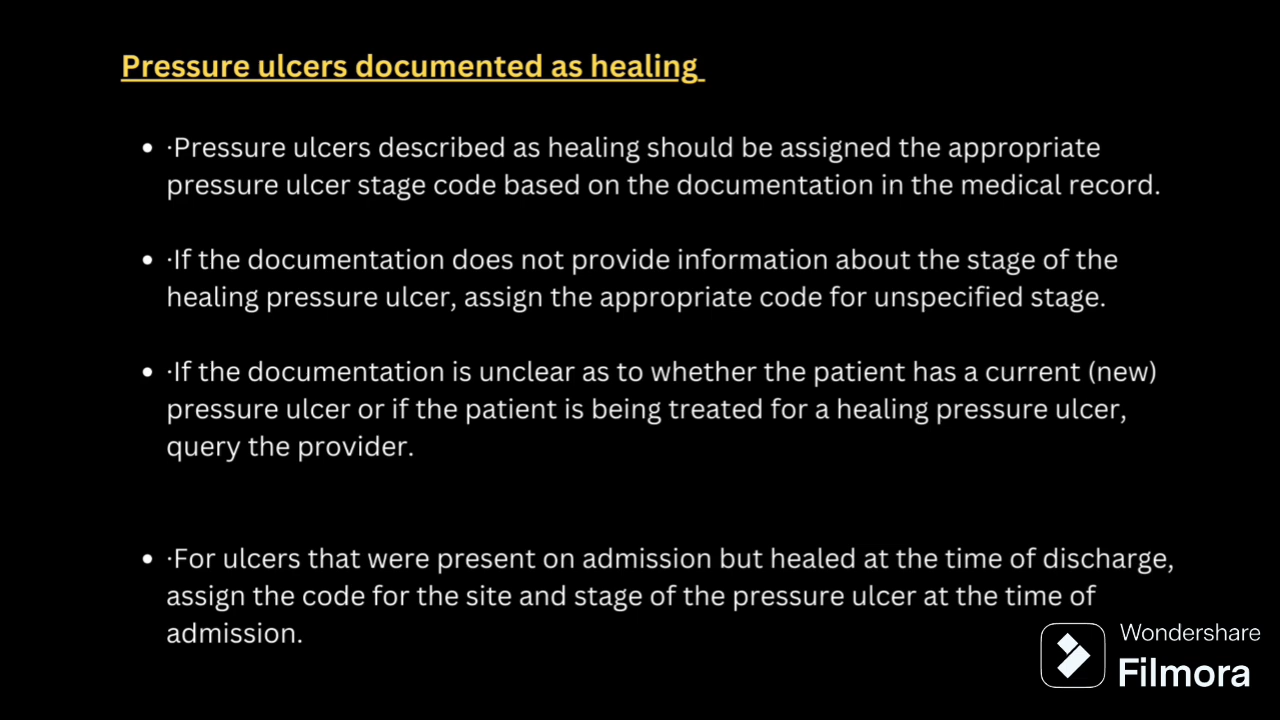 Pressure ulcers documented as healing
• ·Pressure ulcers described as healing should be assigned the appropriate
pressure ulcer stage code based on the documentation in the medical record.
• ·If the documentation does not provide information about the stage of the
healing pressure ulcer, assign the appropriate code for unspecified stage.
• ·If the documentation is unclear as to whether the patient has a current (new)
pressure ulcer or if the patient is being treated for a healing pressure ulcer,
query the provider.
• ·For ulcers that were present on admission but healed at the time of discharge,
assign the code for the site and stage of the pressure ulcer at the time of
admission.
Wondershare
Filmora